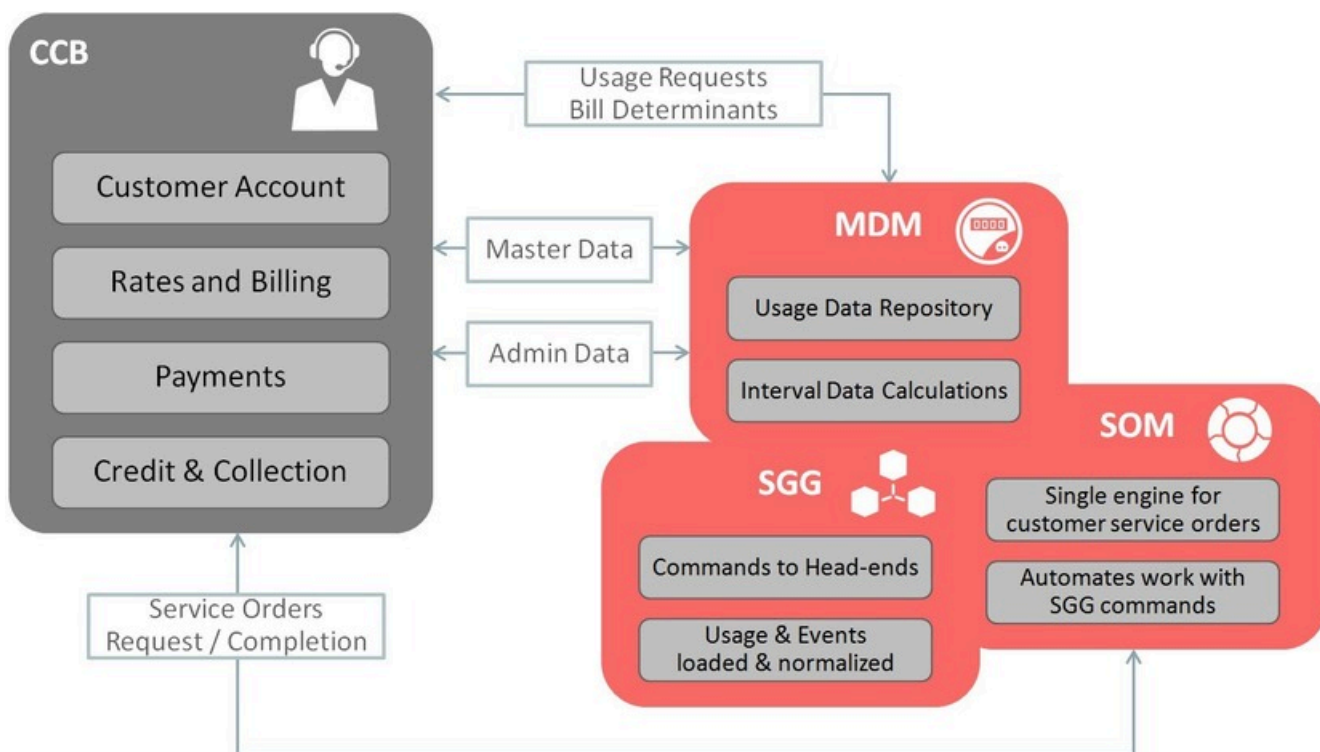 CCB
Customer Account
Rates and Billing
Payments
Credit & Collection
Usage Requests
Bill Determinants
Master Data
Admin Data
Service Orders
Request / Completion
MDM
0000
Usage Data Repository
Interval Data Calculations
SGG
Commands to Head-ends
Usage & Events
loaded & normalized
SOM
Single engine for
customer service orders
Automates work with
SGG commands